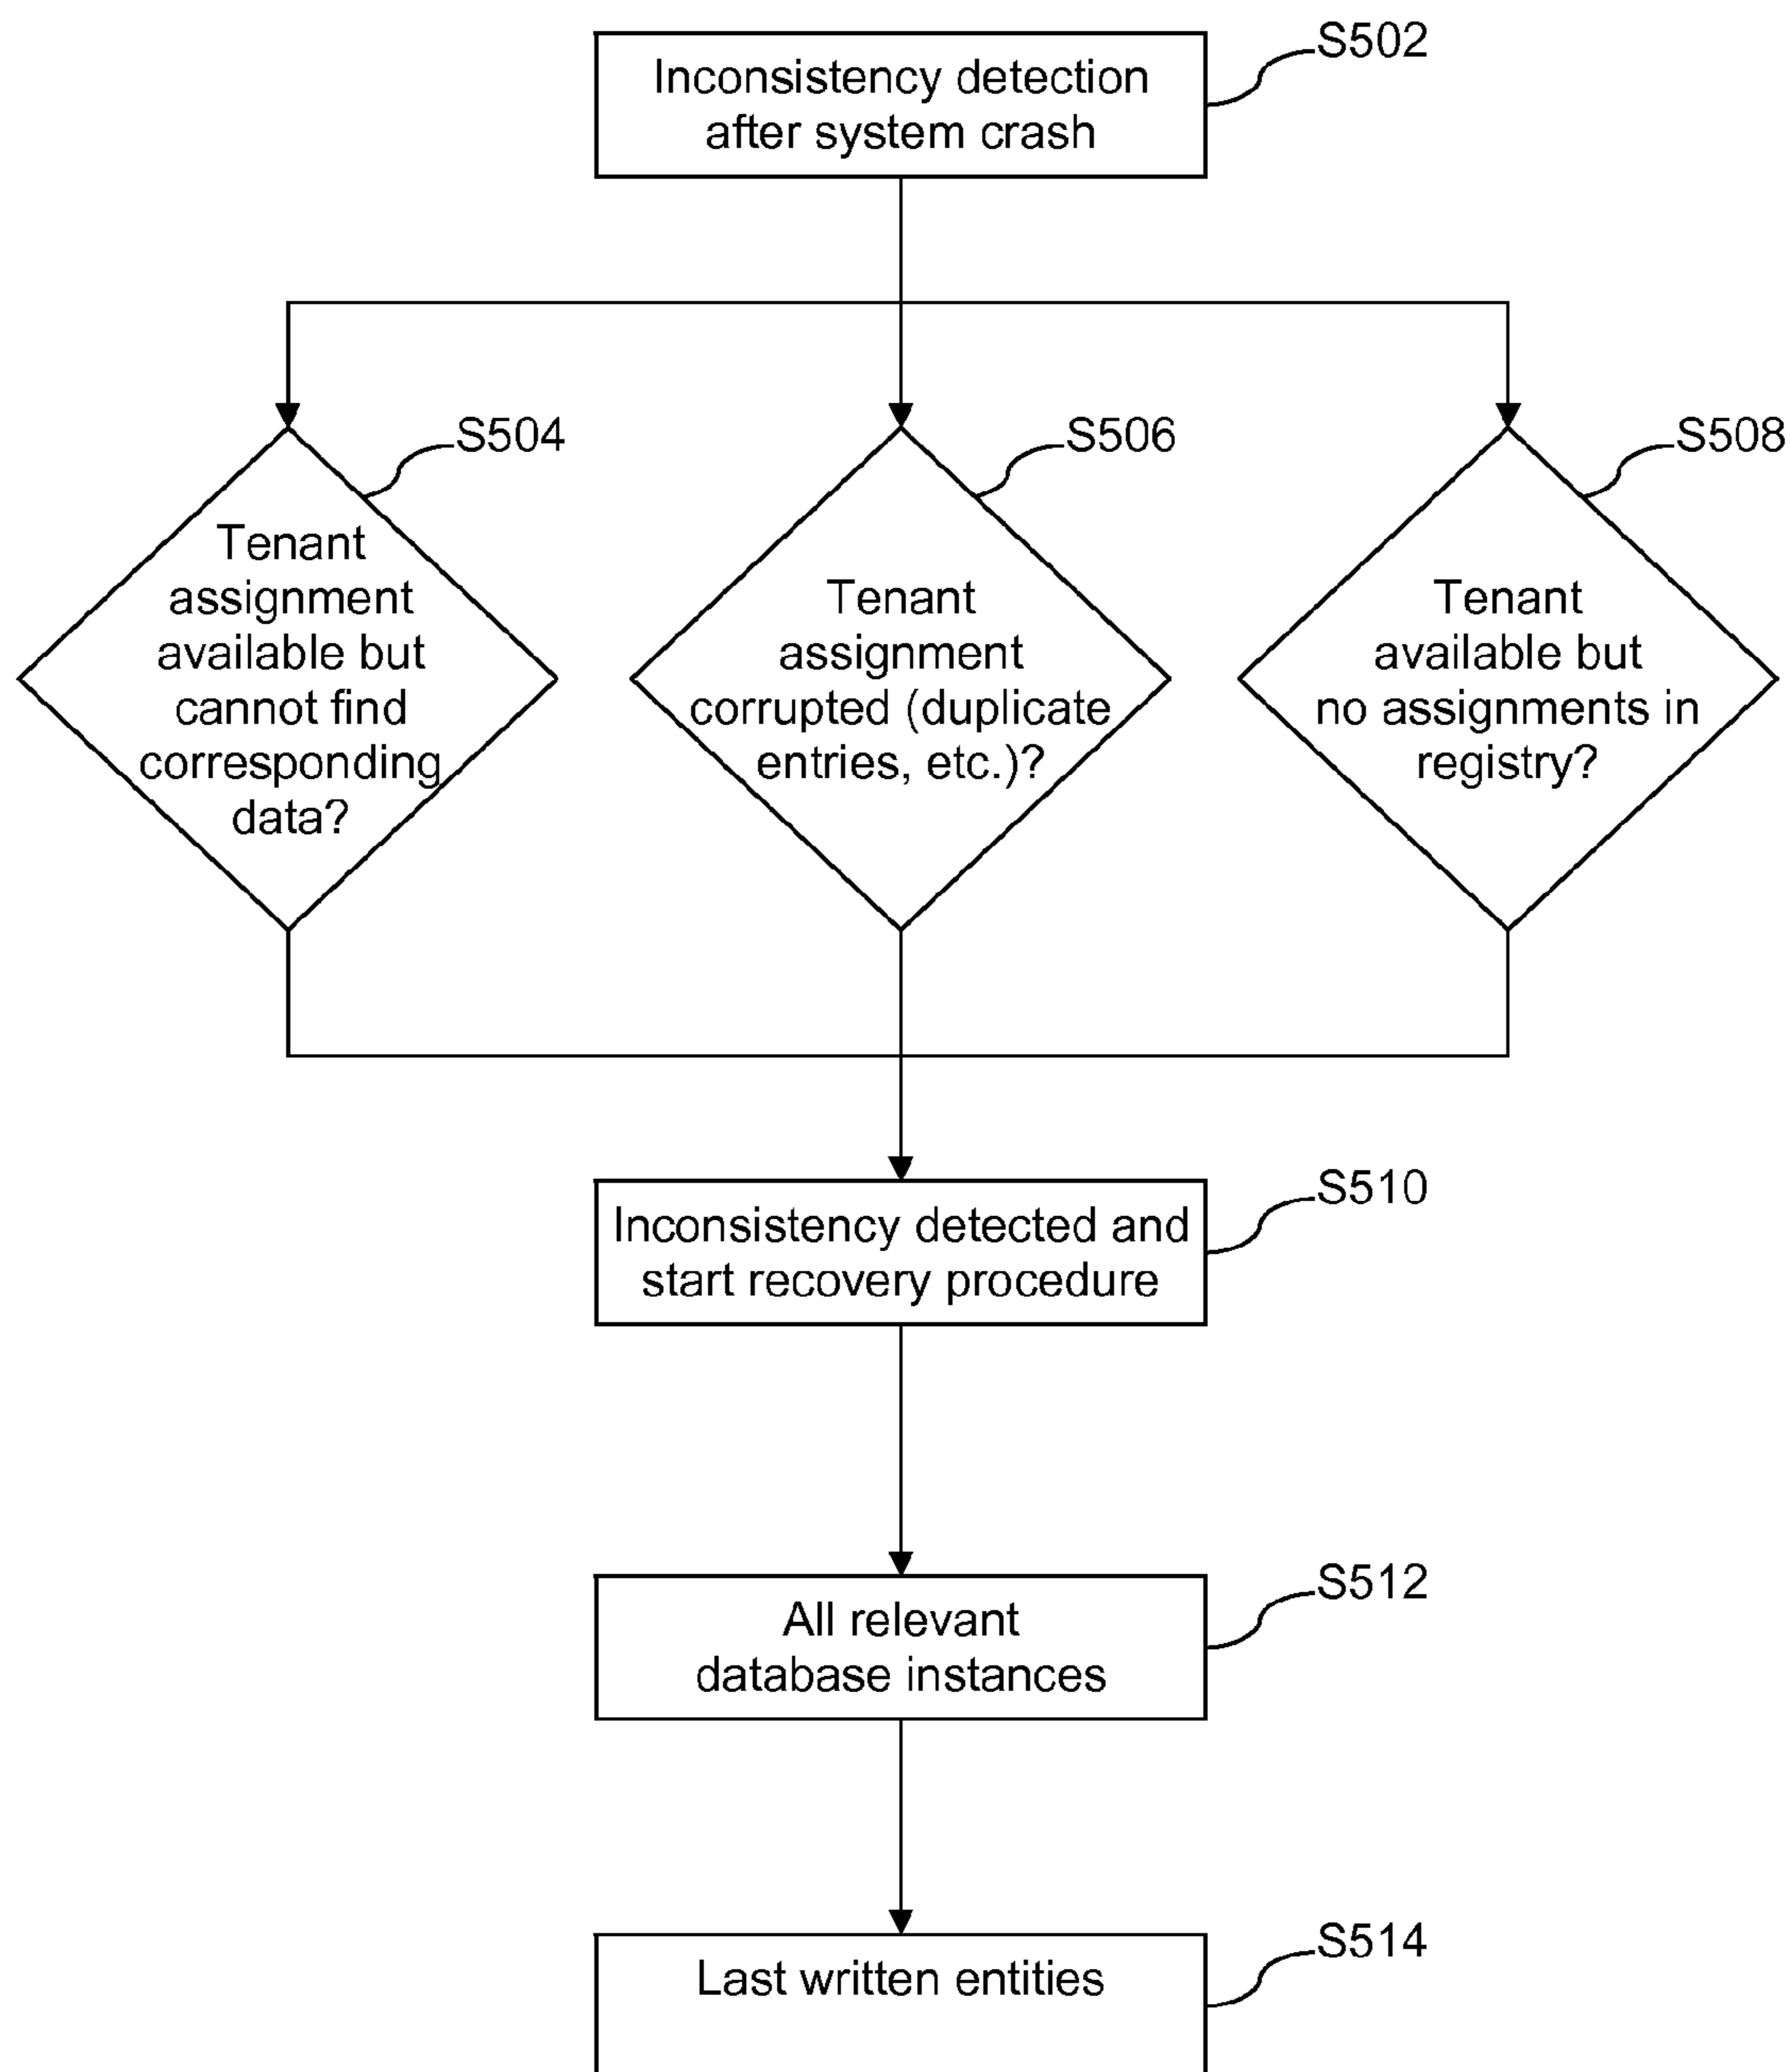 S502
Inconsistency detection
after system crash
S504
Tenant
assignment
available but
cannot find
corresponding
data?
S506
Tenant
assignment
corrupted (duplicate
entries, etc.)?
S508
Tenant
available but
no assignments in
registry?
S510
Inconsistency detected and
start recovery procedure
S512
All relevant
database instances
S514
Last written entities